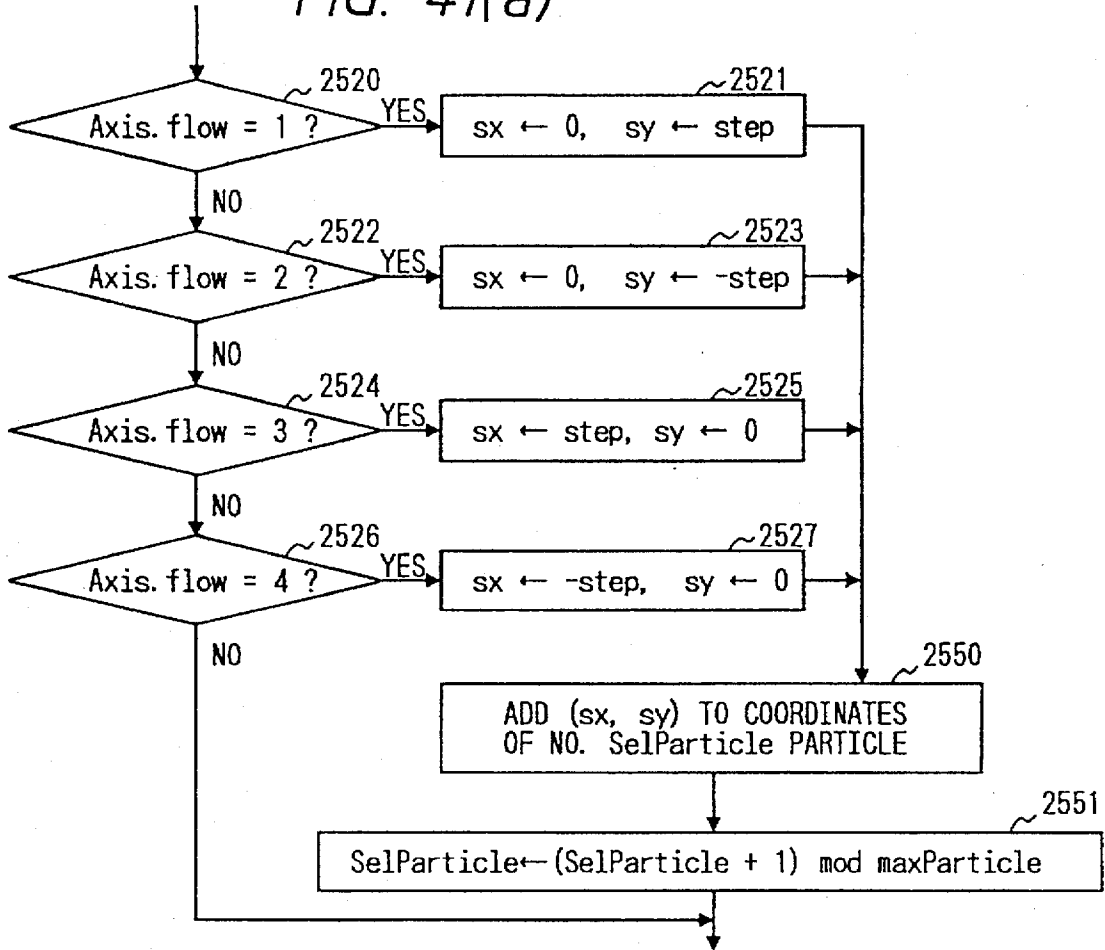 FIG. 41(a)
2520
Axis.flow = 1 ?
YES
2521
sx ← 0, sy ← step
NO
2522
Axis.flow = 2 ?
YES
2523
sx ← 0, sy ← -step
NO
2524
Axis.flow = 3 ?
YES
2525
sx ← step, sy ← 0
NO
2526
Axis.flow = 4 ?
YES
2527
sx ← -step, sy ← 0
NO
2550
ADD (sx, sy) TO COORDINATES
OF NO. SelParticle PARTICLE
2551
SelParticle←(SelParticle + 1) mod maxParticle